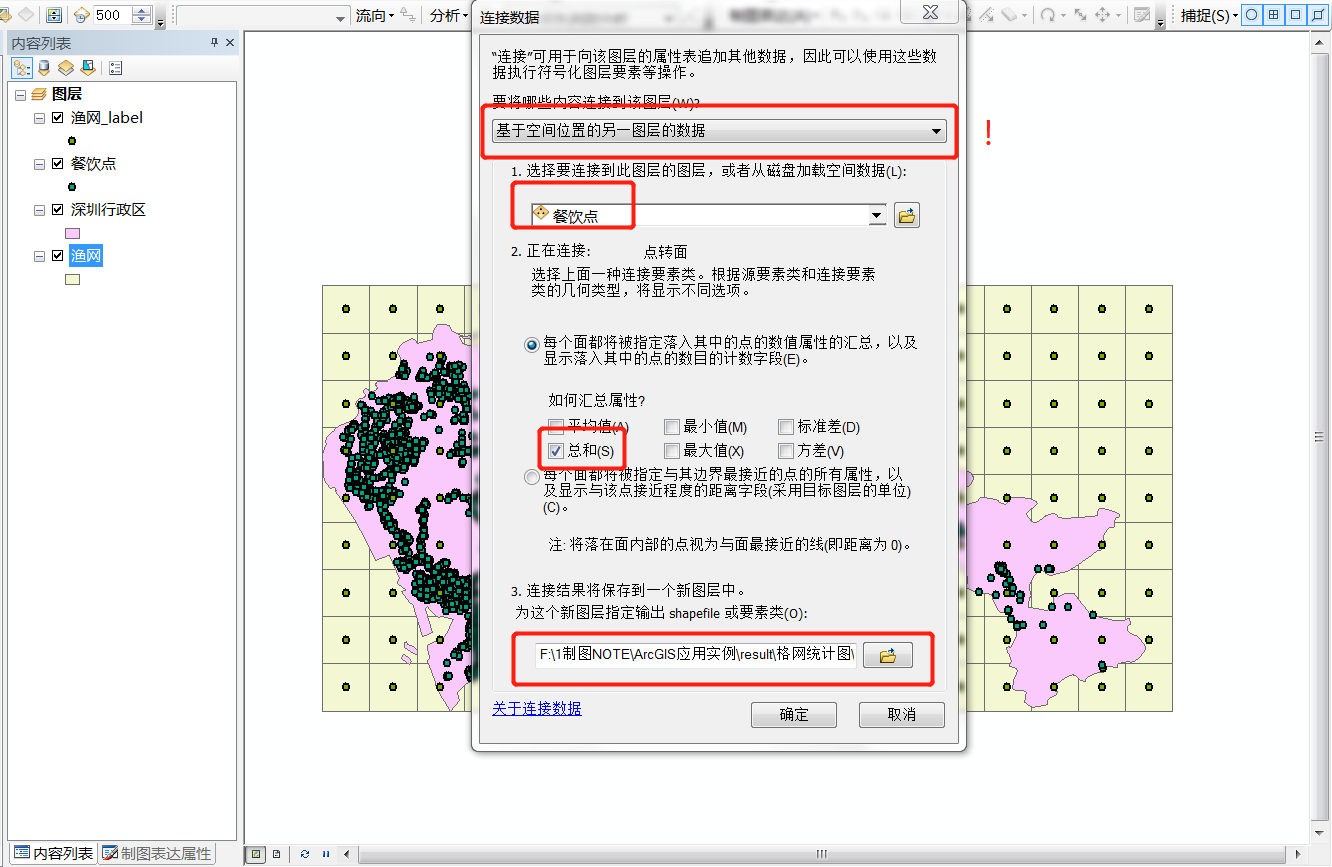 500
流向
分析
捕捉(S)
内容列表
图层
渔网_label
餐饮点
深圳行政区
渔网
内容列表
制图表达属性
连接数据
“连接”可用于向该图层的属性表追加其他数据，因此可以使用这些数
据执行符号化图层要素等操作。
要将哪些内容连接到该图层(W)?
基于空间位置的另一图层的数据
!
1. 选择要连接到此图层的图层，或者从磁盘加载空间数据(L):
餐饮点
2. 正在连接: 点转面
选择上面一种连接要素类。根据源要素类和连接要素
类的几何类型，将显示不同选项。
每个面都将被指定落入其中的点的数值属性的汇总，以及
显示落入其中的点的数目的计数字段(E)。
如何汇总属性?
平均值(A) 最小值(M) 标准差(D)
总和(S) 最大值(X) 方差(V)
每个面都将被指定与其边界最接近的点的所有属性，以
及显示与该点接近程度的距离字段(采用目标图层的单位)
(C)。
注: 将落在面内部的点视为与面最接近的线(即距离为 0)。
3. 连接结果将保存到一个新图层中。
为这个新图层指定输出 shapefile 或要素类(O):
F:\1制图NOTE\ArcGIS应用实例\result\格网统计图\
关于连接数据
确定 取消